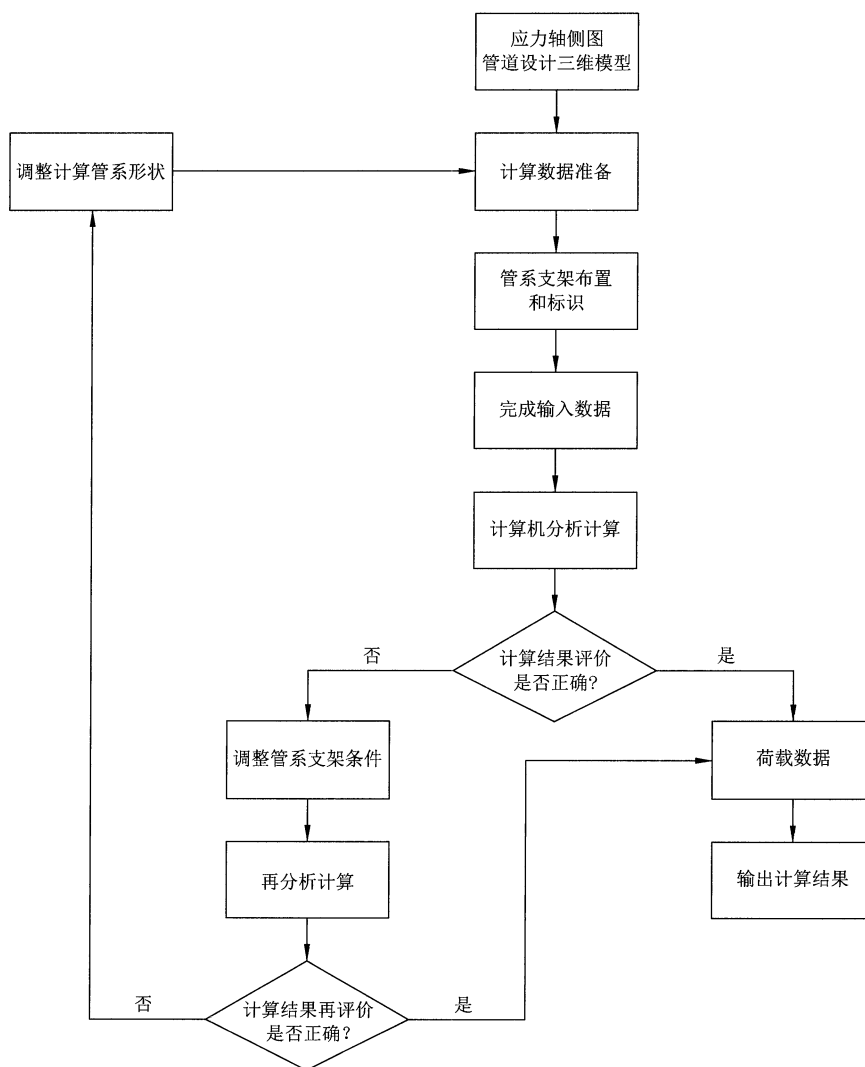 应力轴侧图
管道设计三维模型
调整计算管系形状
计算数据准备
管系支架布置
和标识
完成输入数据
计算机分析计算
计算结果评价
是否正确?
否
是
调整管系支架条件
荷载数据
再分析计算
输出计算结果
计算结果再评价
是否正确?
否
是